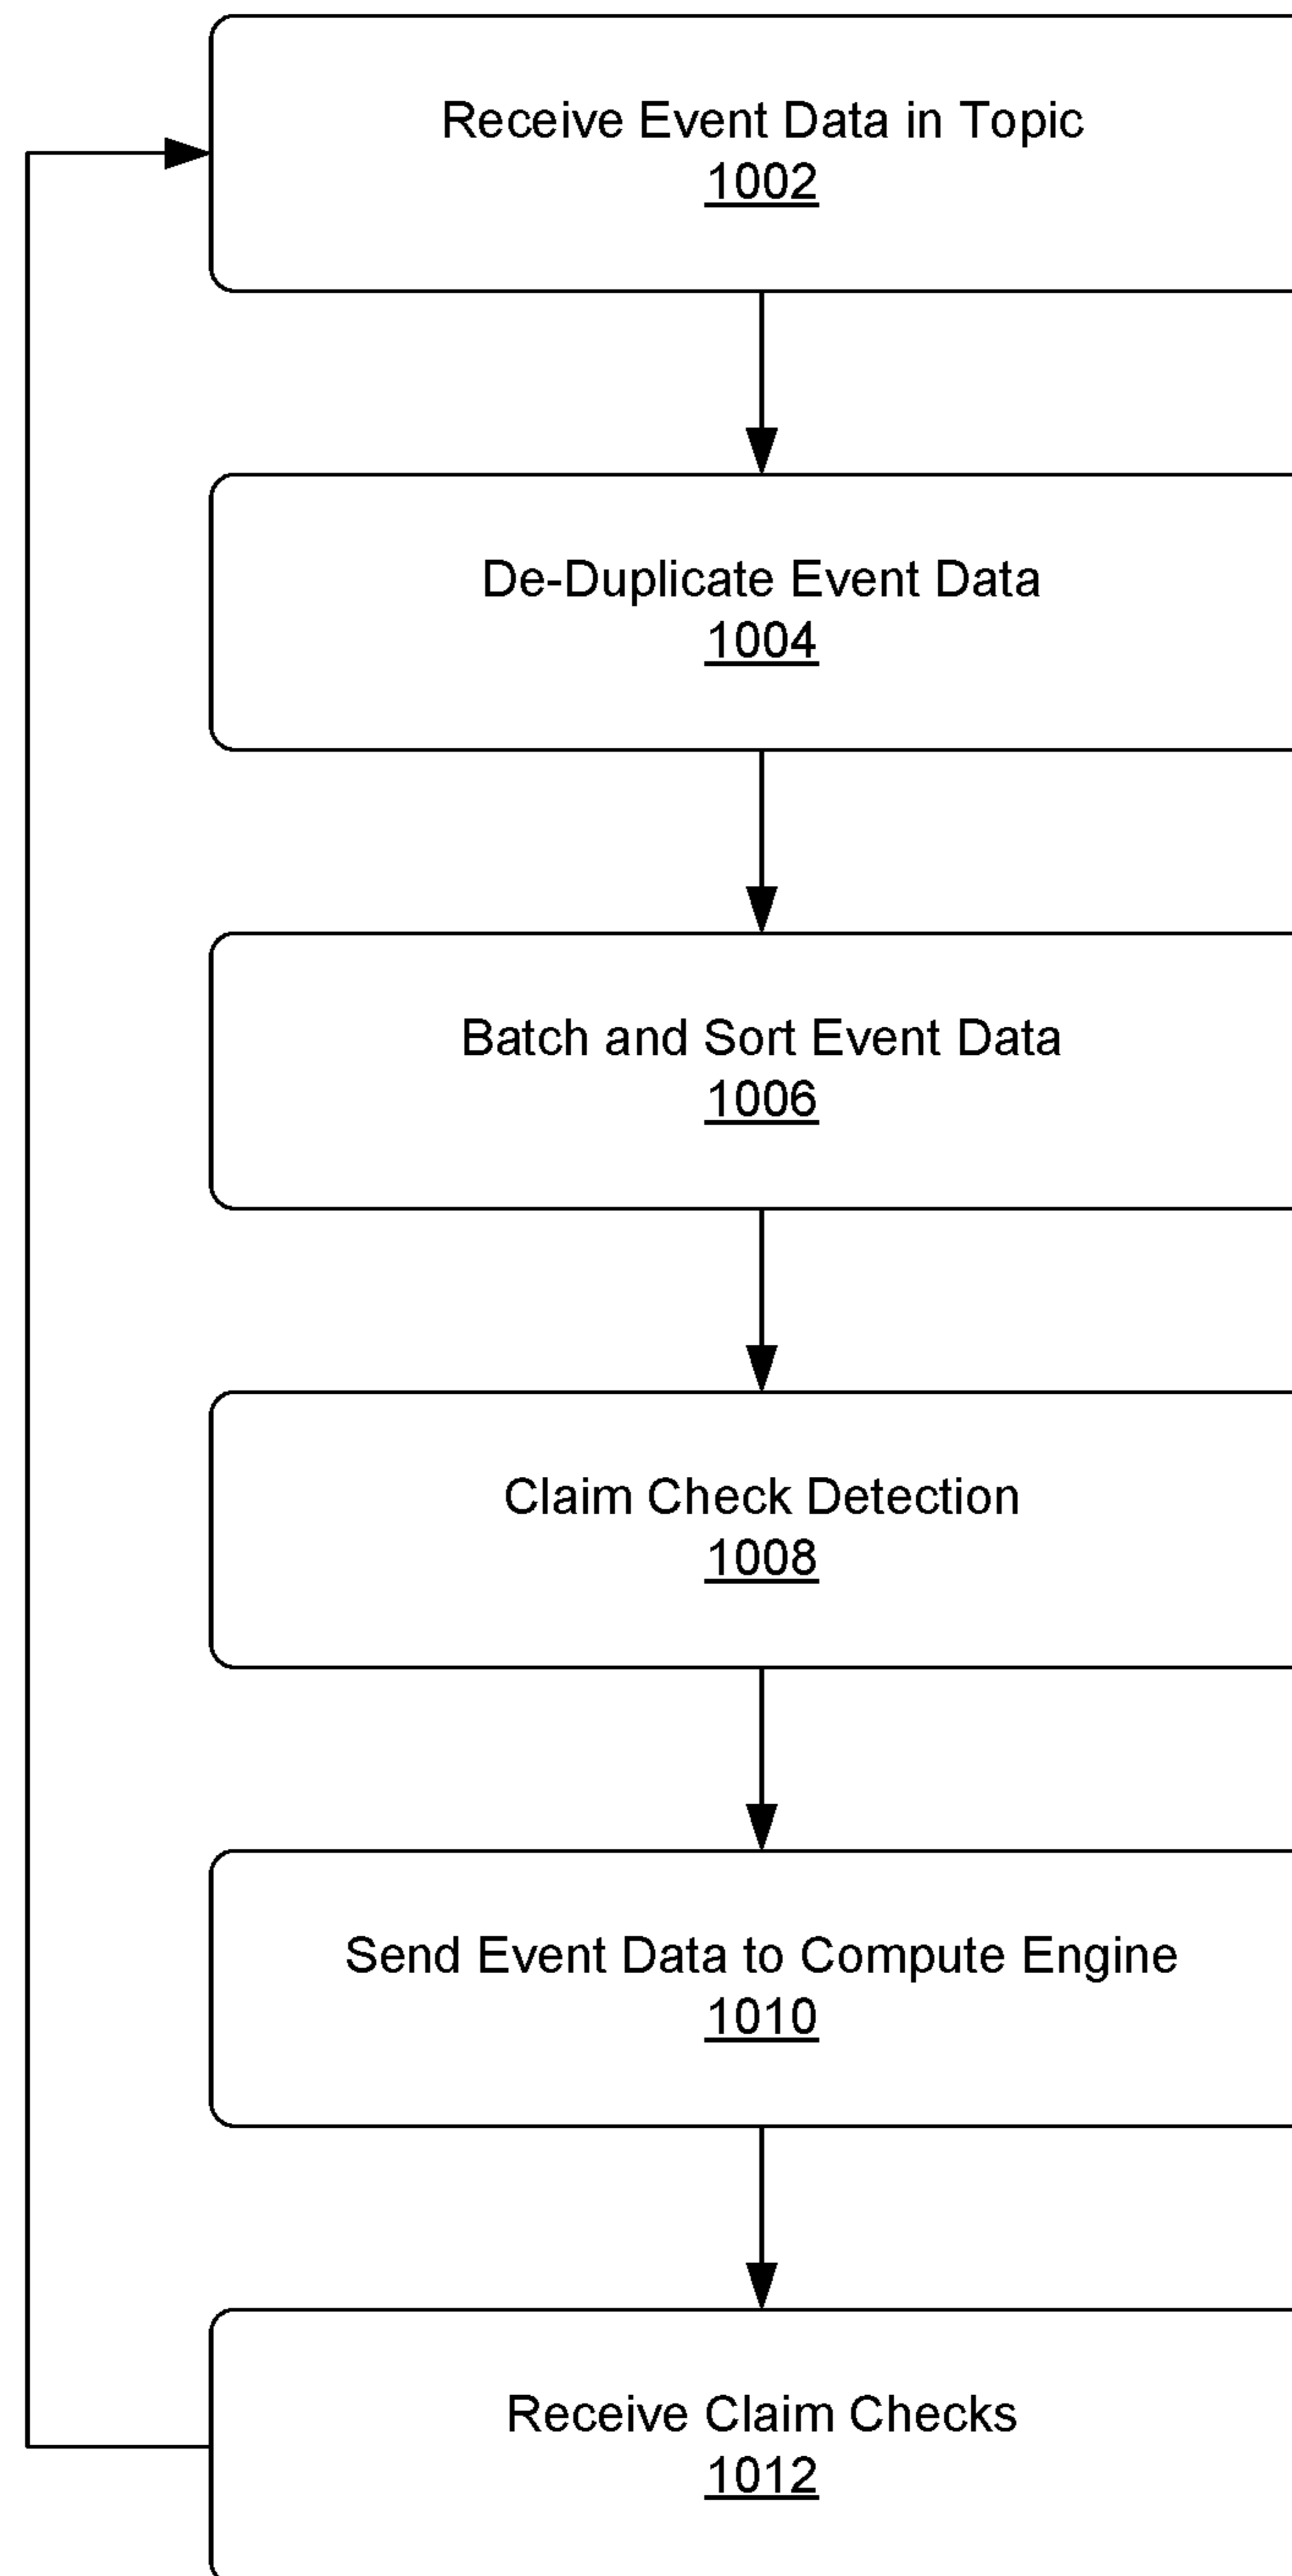 Receive Event Data in Topic
1002
De-Duplicate Event Data
1004
Batch and Sort Event Data
1006
Claim Check Detection
1008
Send Event Data to Compute Engine
1010
Receive Claim Checks
1012